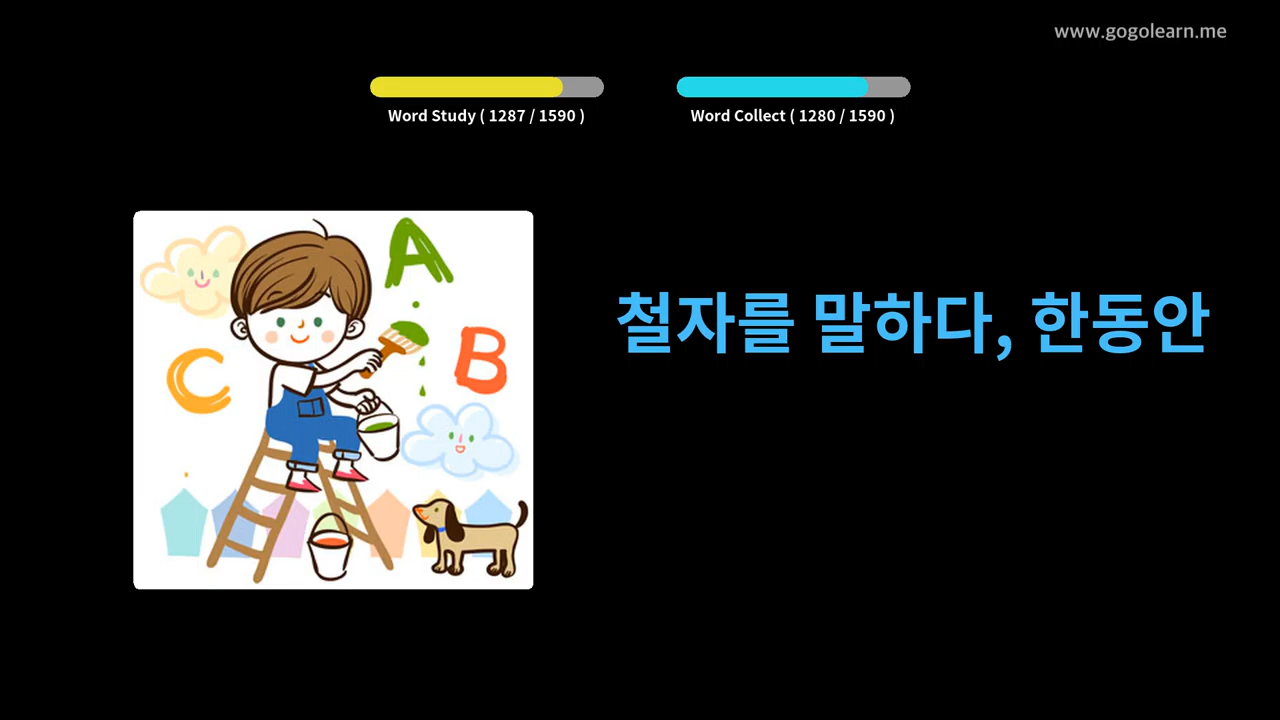 www.gogolearn.me
Word Study ( 1287 / 1590 )
Word Collect ( 1280 / 1590 )
A
B
C
철자를 말하다, 한동안